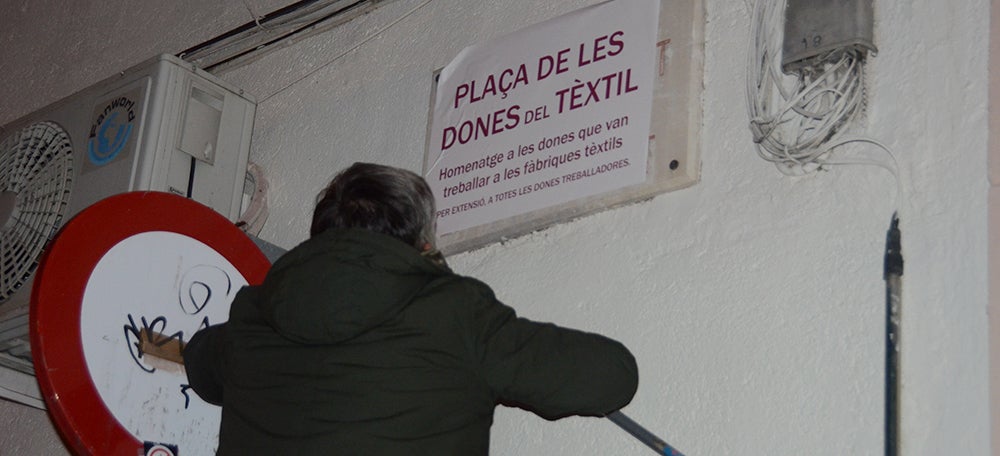 PLAÇA DE LES
DONES DEL TÈXTIL
Homenatge a les dones que van
treballar a les fàbriques tèxtils
PER EXTENSIÓ, A TOTES LES DONES TREBALLADORES.
19